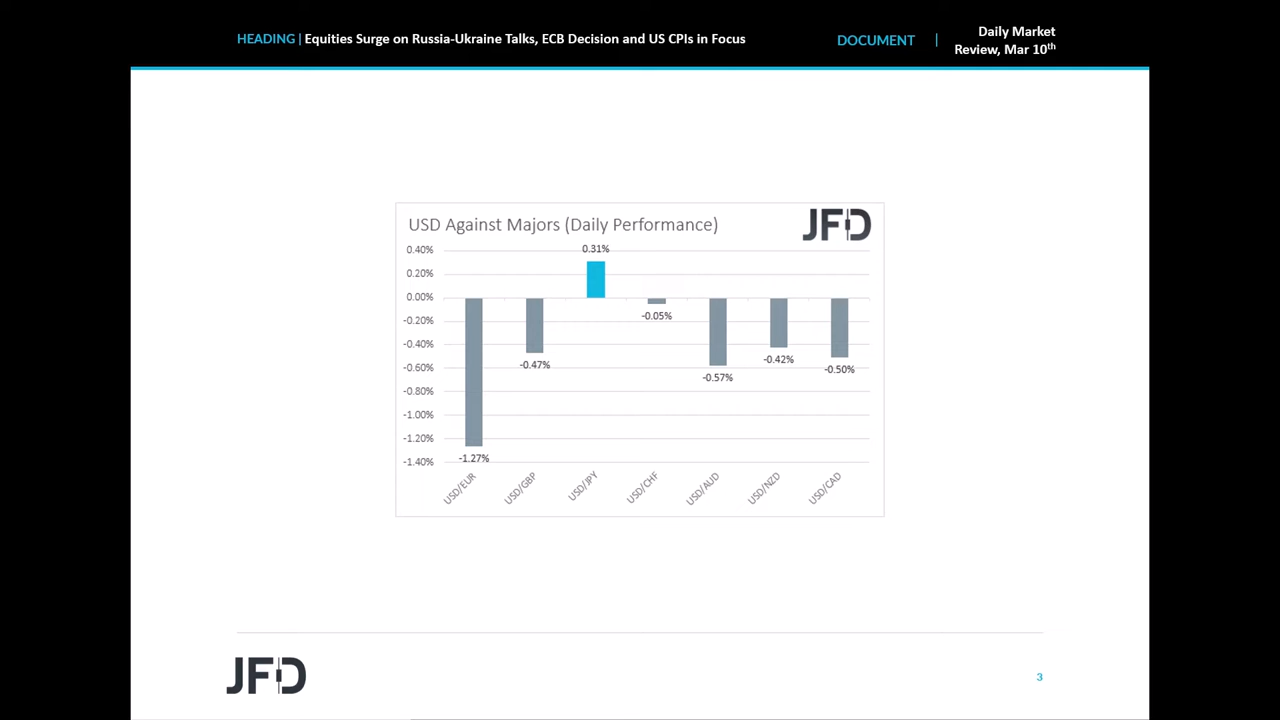 HEADING | Equities Surge on Russia-Ukraine Talks, ECB Decision and US CPIs in Focus
DOCUMENT |
Daily Market
Review, Mar 10th
USD Against Majors (Daily Performance)
JFD
0.40%
0.20%
0.00%
-0.20%
-0.40%
-0.60%
-0.80%
-1.00%
-1.20%
-1.40%
-1.27%
-0.47%
0.31%
-0.05%
-0.57%
-0.42%
-0.50%
USD/EUR
USD/GBP
USD/JPY
USD/CHF
USD/AUD
USD/NZD
USD/CAD
JFD
3